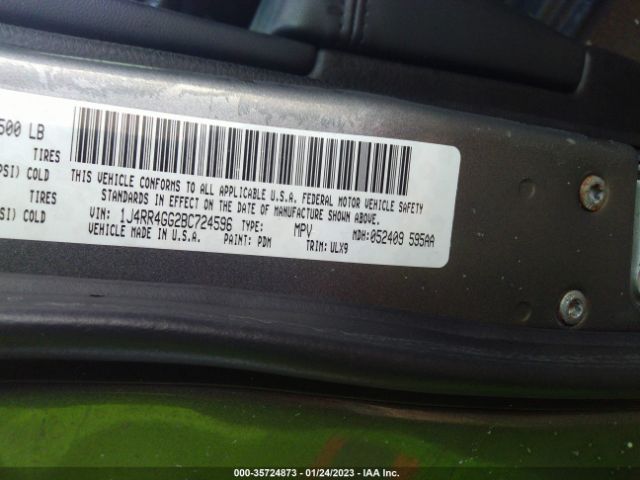 500 LB
TIRES
PSI) COLD
TIRES
SI) COLD
THIS VEHICLE CONFORMS TO ALL APPLICABLE U.S.A. FEDERAL MOTOR VEHICLE SAFETY
STANDARDS IN EFFECT ON THE DATE OF MANUFACTURE SHOWN ABOVE.
VIN: 1J4RR4GG2BC724596 TYPE: MPV MDH:052409 595AA
VEHICLE MADE IN U.S.A. PAINT: PDM TRIM: ULX9
000-35724873 - 01/24/2023 - IAA Inc.